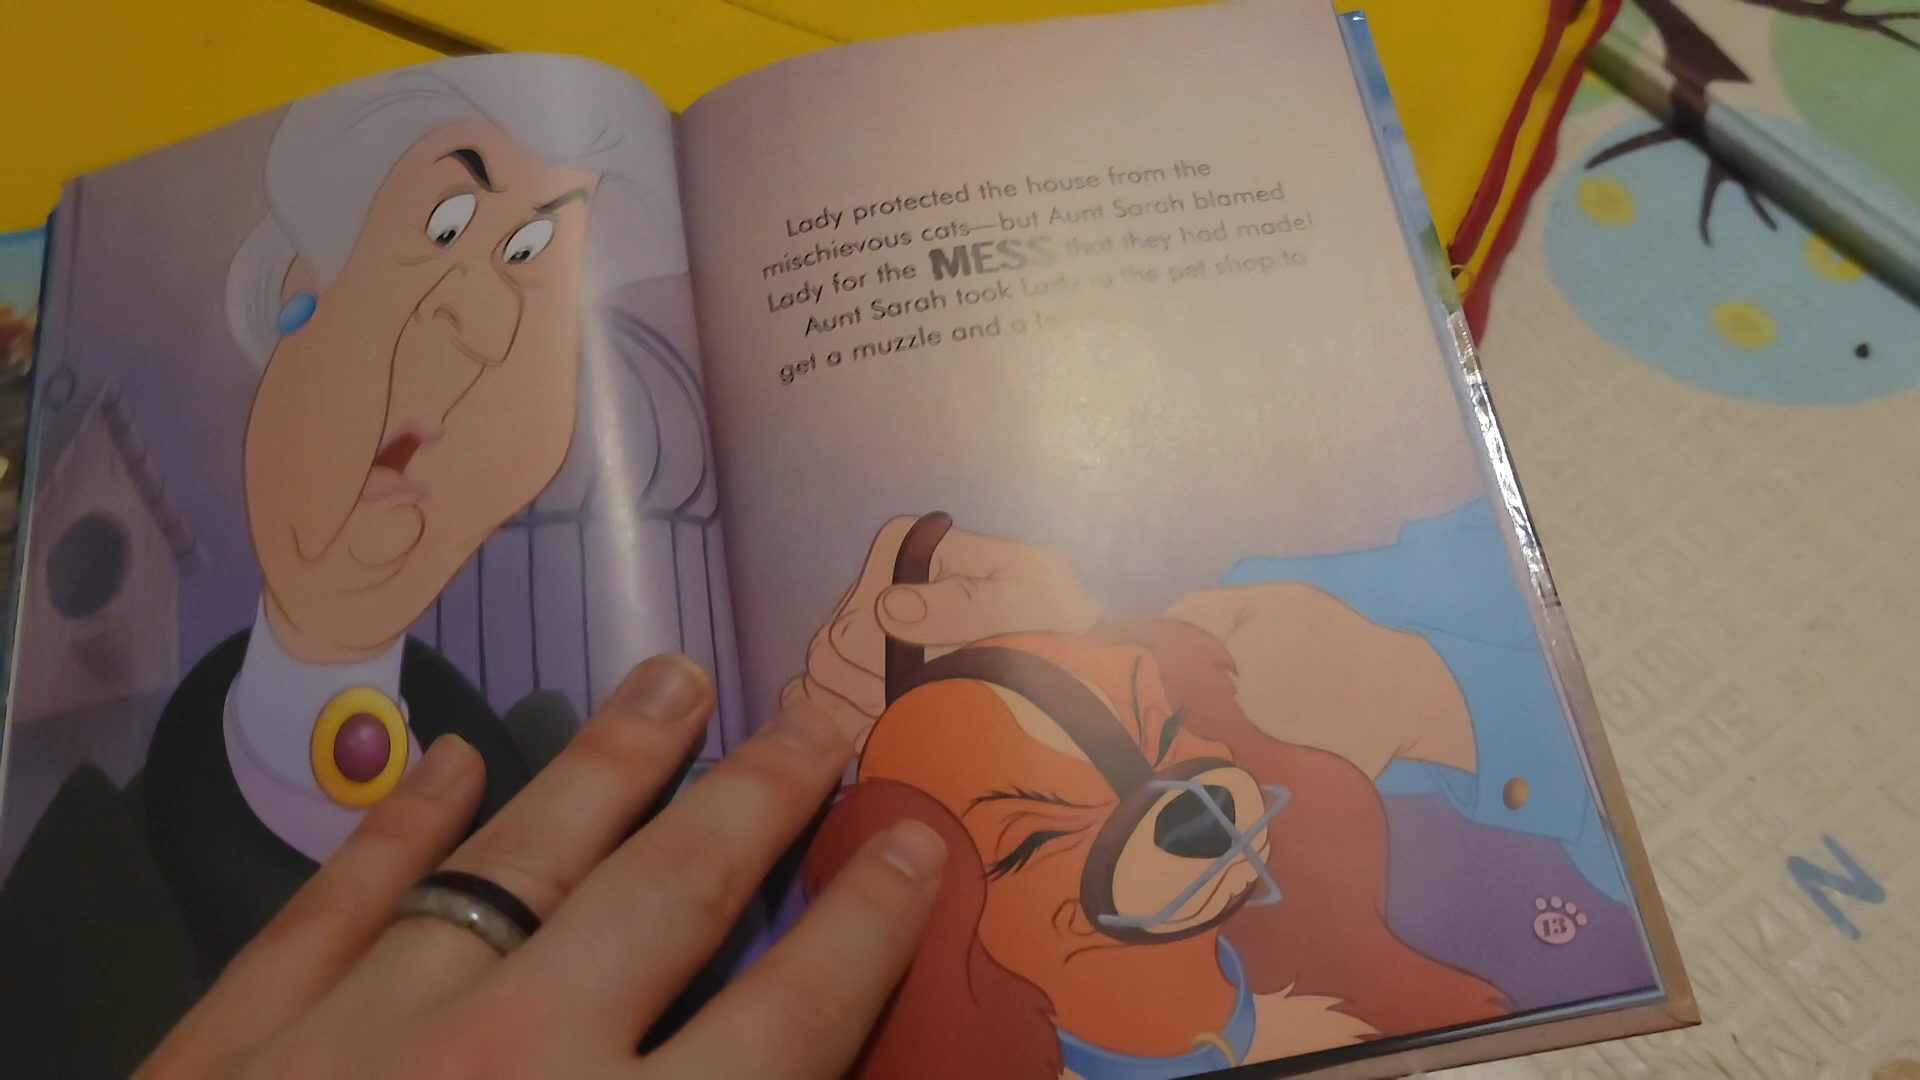 Lady protected the house from the
mischievous cats—but Aunt Sarah blamed
Lady for the MESS that they had made!
Aunt Sarah took Lady to the pet shop to
get a muzzle and a
13
N